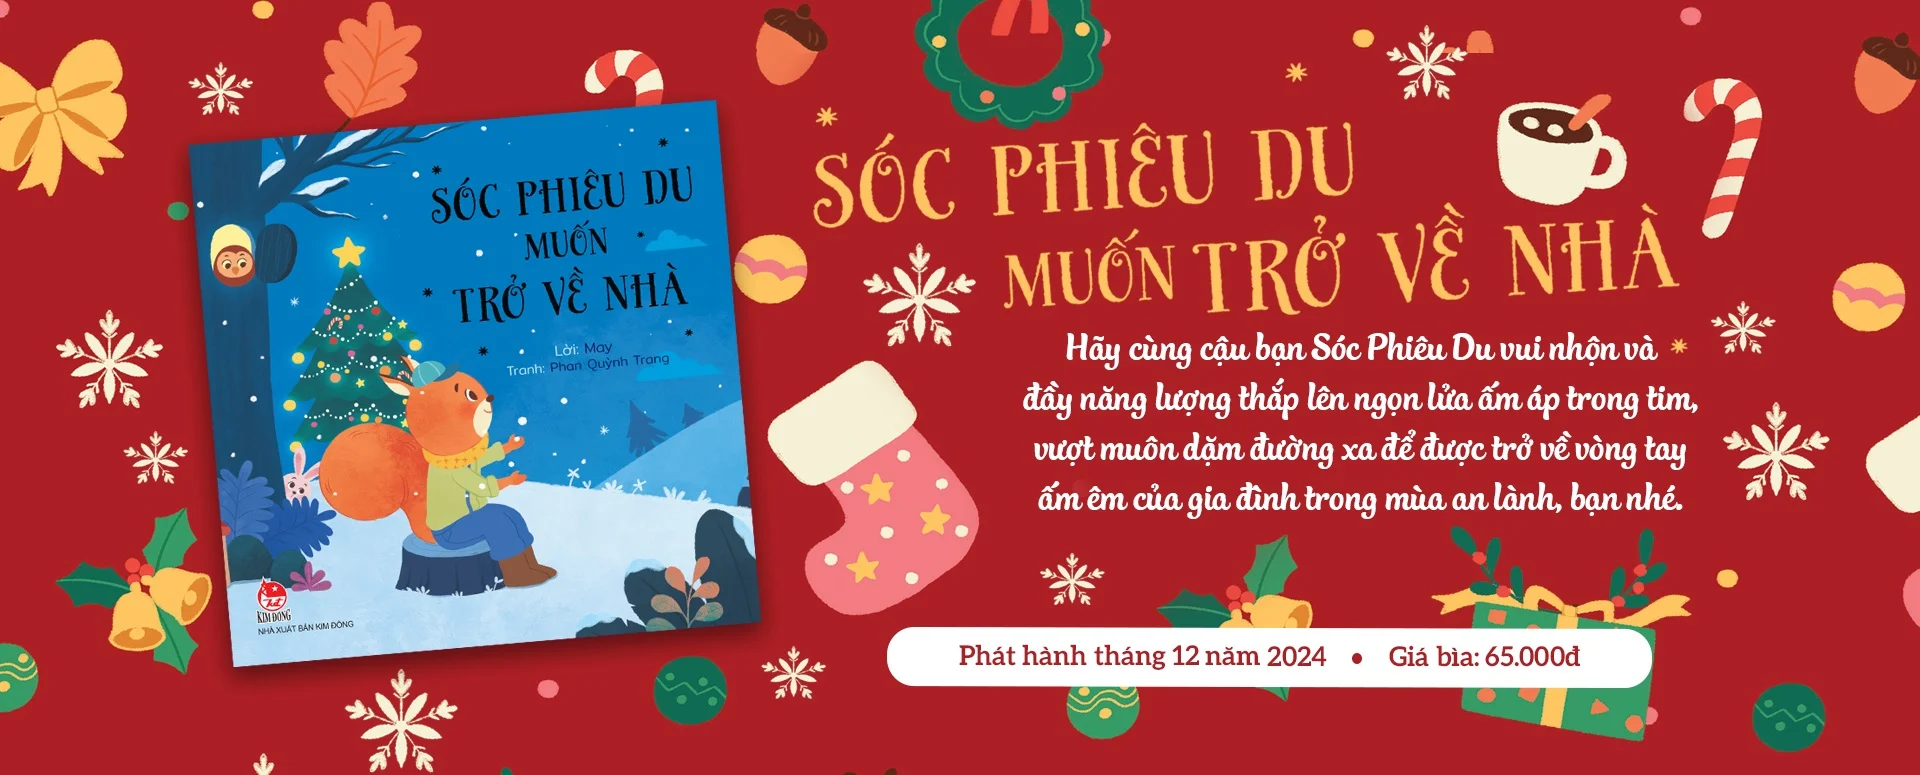 SÓC PHIÊU DU
MUỐN
TRỞ VỀ NHÀ
Lời: May
Tranh: Phan Quỳnh Trang
KIM ĐỒNG
NHÀ XUẤT BẢN KIM ĐỒNG
SÓC PHIÊU DU
MUỐN TRỞ VỀ NHÀ
Hãy cùng cậu bạn Sóc Phiêu Du vui nhộn và
đầy năng lượng thắp lên ngọn lửa ấm áp trong tim,
vượt muôn dặm đường xa để được trở về vòng tay
ấm êm của gia đình trong mùa an lành, bạn nhé.
Phát hành tháng 12 năm 2024 • Giá bìa: 65.000đ